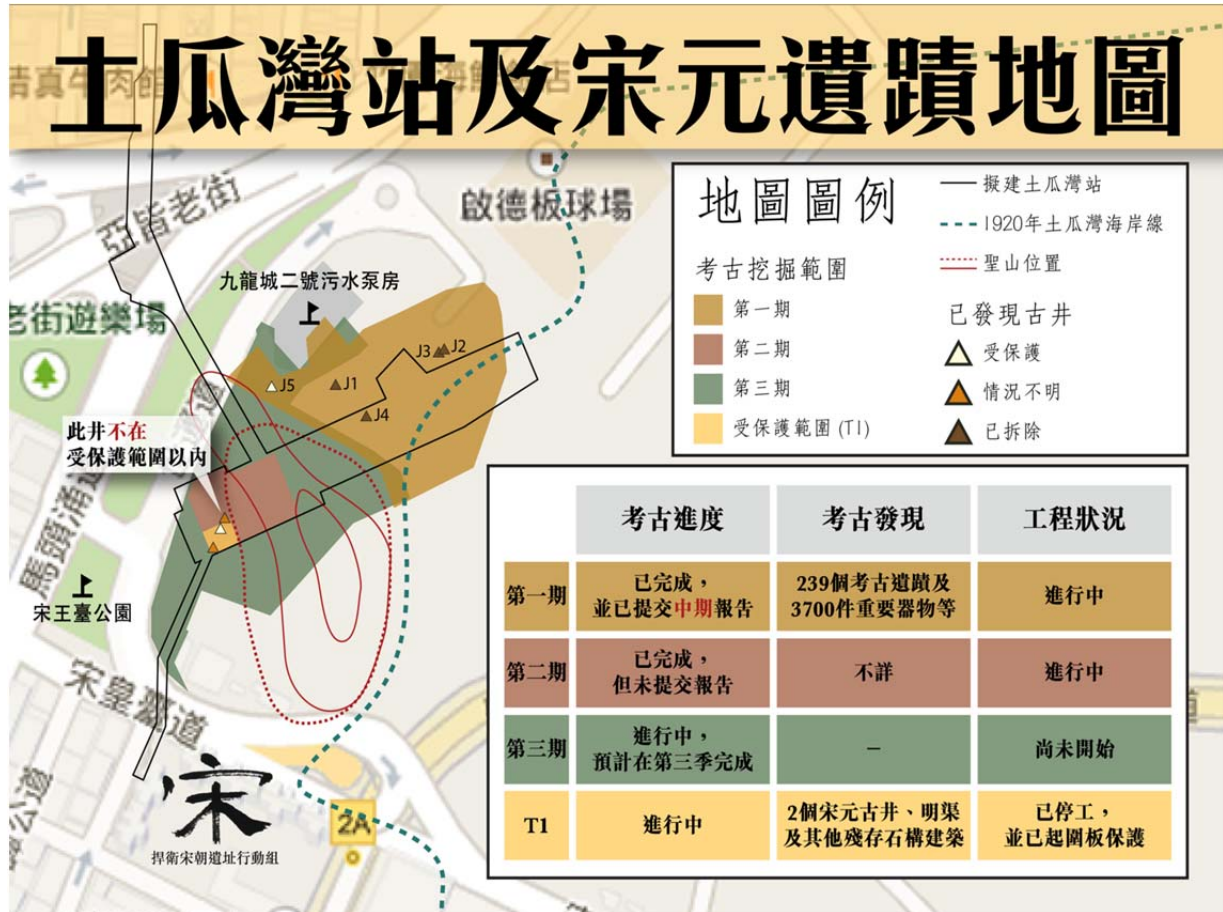 土瓜灣站及宋元遺蹟地圖
啟德板球場
亞皆老街
九龍城二號污水泵房
老街遊樂場
J3
J2
J5
J1
J4
此井不在
受保護範圍以內
馬頭涌道
宋王臺公園
宋皇臺道
2A
宋
捍衛宋朝遺址行動組
地圖圖例
考古挖掘範圍
第一期
第二期
第三期
受保護範圍 (T1)
擬建土瓜灣站
1920年土瓜灣海岸線
聖山位置
已發現古井
受保護
情況不明
已拆除
考古進度 考古發現 工程狀況
第一期
已完成，
並已提交中期報告
239個考古遺蹟及
3700件重要器物等
進行中
第二期
已完成，
但未提交報告
不詳
進行中
第三期
進行中，
預計在第三季完成
–
尚未開始
T1
進行中
2個宋元古井、明渠
及其他殘存石構建築
已停工，
並已起圍板保護